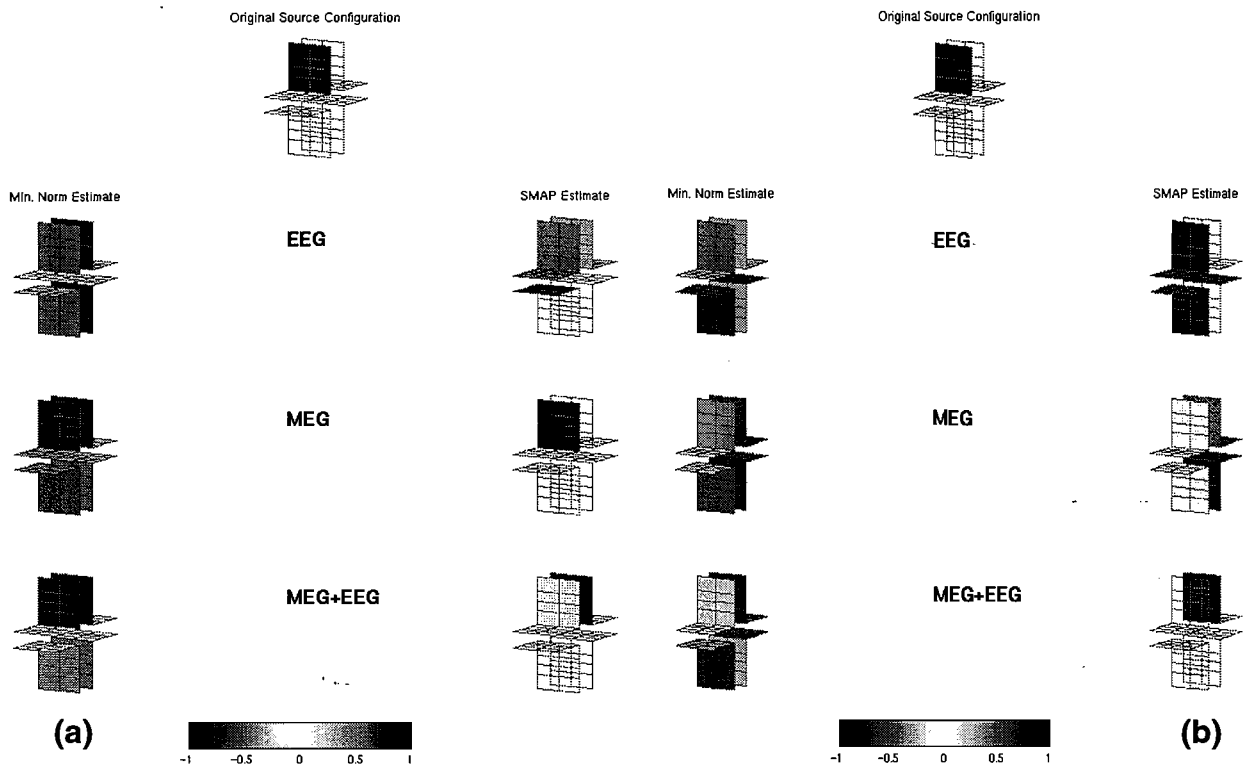 Original Source Configuration
Original Source Configuration
Min. Norm Estimate
SMAP Estimate
Min. Norm Estimate
SMAP Estimate
EEG
EEG
MEG
MEG
MEG+EEG
MEG+EEG
(a)
(b)
-1 -0.5 0 0.5 1
-1 -0.5 0 0.5 1